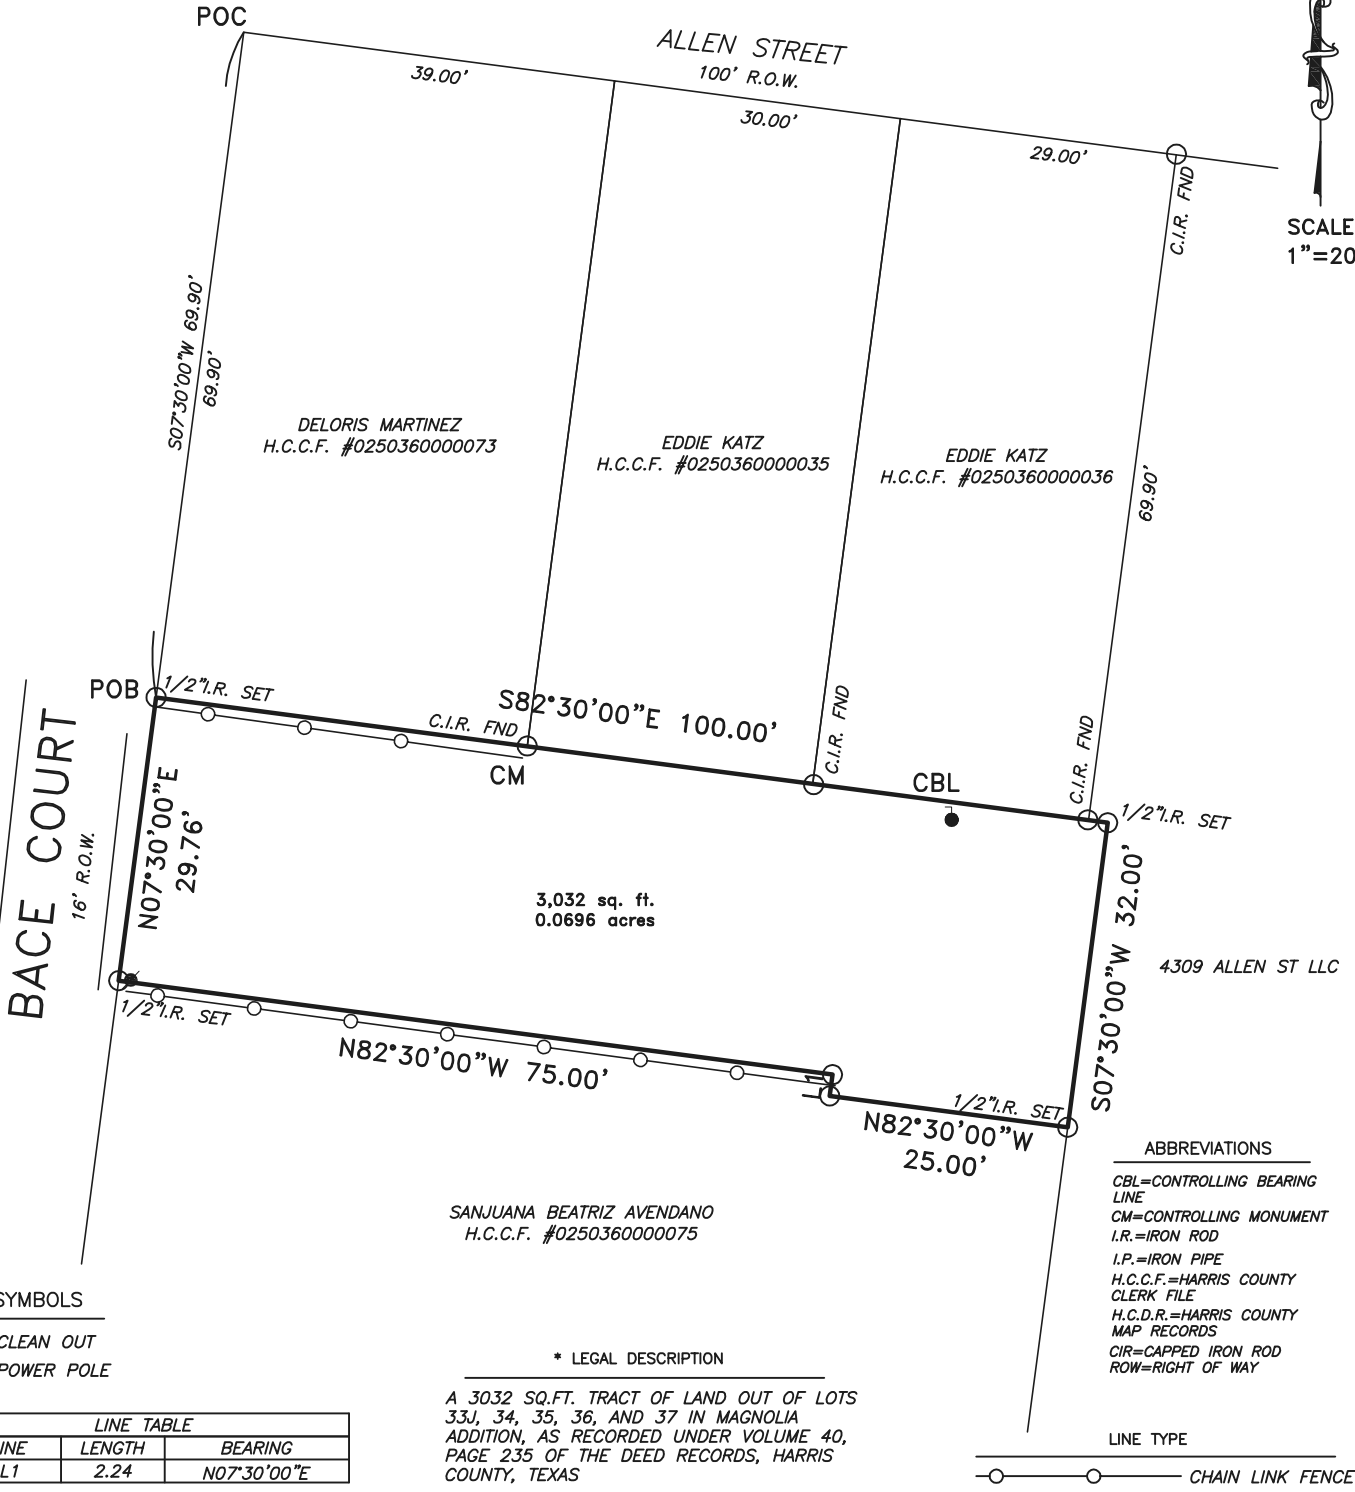 POC
ALLEN STREET
100' R.O.W.
39.00'
30.00'
29.00'
C.I.R. FND
SCALE
1"=20
S07°30'00"W 69.90'
69.90'
DELORIS MARTINEZ
H.C.C.F. #0250360000073
EDDIE KATZ
H.C.C.F. #0250360000035
EDDIE KATZ
H.C.C.F. #0250360000036
69.90'
POB
1/2"I.R. SET
C.I.R. FND
S82°30'00"E 100.00'
CM
C.I.R. FND
CBL
C.I.R. FND
1/2"I.R. SET
BACE COURT
16' R.O.W.
N07°30'00"E
29.76'
3,032 sq. ft.
0.0696 acres
S07°30'00"W 32.00'
4309 ALLEN ST LLC
1/2"I.R. SET
N82°30'00"W 75.00'
L1
1/2"I.R. SET
N82°30'00"W
25.00'
SANJUANA BEATRIZ AVENDANO
H.C.C.F. #0250360000075
ABBREVIATIONS
CBL=CONTROLLING BEARING
LINE
CM=CONTROLLING MONUMENT
I.R.=IRON ROD
I.P.=IRON PIPE
H.C.C.F.=HARRIS COUNTY
CLERK FILE
H.C.D.R.=HARRIS COUNTY
MAP RECORDS
CIR=CAPPED IRON ROD
ROW=RIGHT OF WAY
SYMBOLS
CLEAN OUT
POWER POLE
LINE TABLE
INE LENGTH BEARING
L1 2.24 N07°30'00"E
* LEGAL DESCRIPTION
A 3032 SQ.FT. TRACT OF LAND OUT OF LOTS
33J, 34, 35, 36, AND 37 IN MAGNOLIA
ADDITION, AS RECORDED UNDER VOLUME 40,
PAGE 235 OF THE DEED RECORDS, HARRIS
COUNTY, TEXAS
LINE TYPE
CHAIN LINK FENCE